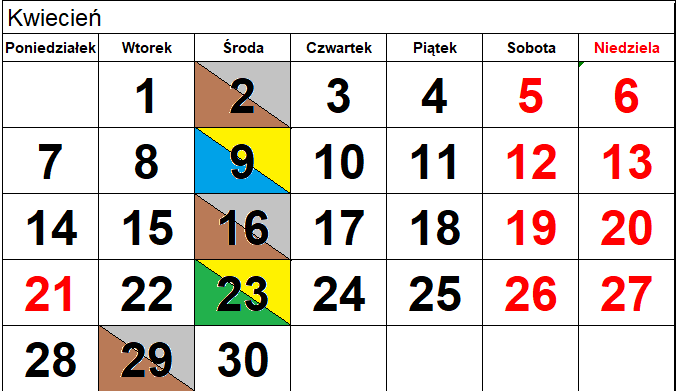 Kwiecień
Poniedziałek Wtorek Środa Czwartek Piątek Sobota Niedziela
1 2 3 4 5 6
7 8 9 10 11 12 13
14 15 16 17 18 19 20
21 22 23 24 25 26 27
28 29 30